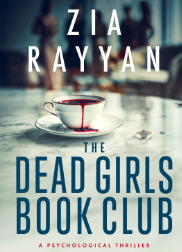 ZIA
RAYYAN
THE
DEAD GIRLS
BOOK CLUB
A PSYCHOLOGICAL THRILLER